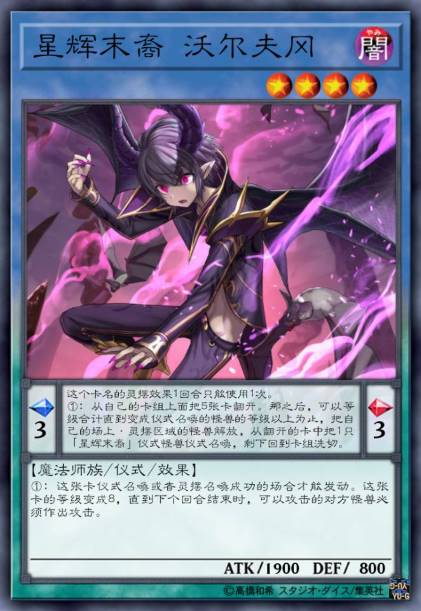 星辉末裔 沃尔夫冈
やみ
闇
这个卡名的灵摆效果1回合只能使用1次。
①：从自己的卡组上面把5张卡翻开。那之后，可以等
级合计直到变成仪式召唤的怪兽的等级以上为止，把自
己的场上·灵摆区域的怪兽解放，从翻开的卡中把1只
「星辉末裔」仪式怪兽仪式召唤，剩下回到卡组洗切。
3
3
【魔法师族/仪式/效果】
①：这张卡仪式召唤或者灵摆召唤成功的场合才能发动。这张
卡的等级变成8，直到下个回合结束时，可以攻击的对方怪兽必
须作出攻击。
ATK/1900 DEF/ 800
©高橋和希 スタジオ·ダイス/集英社